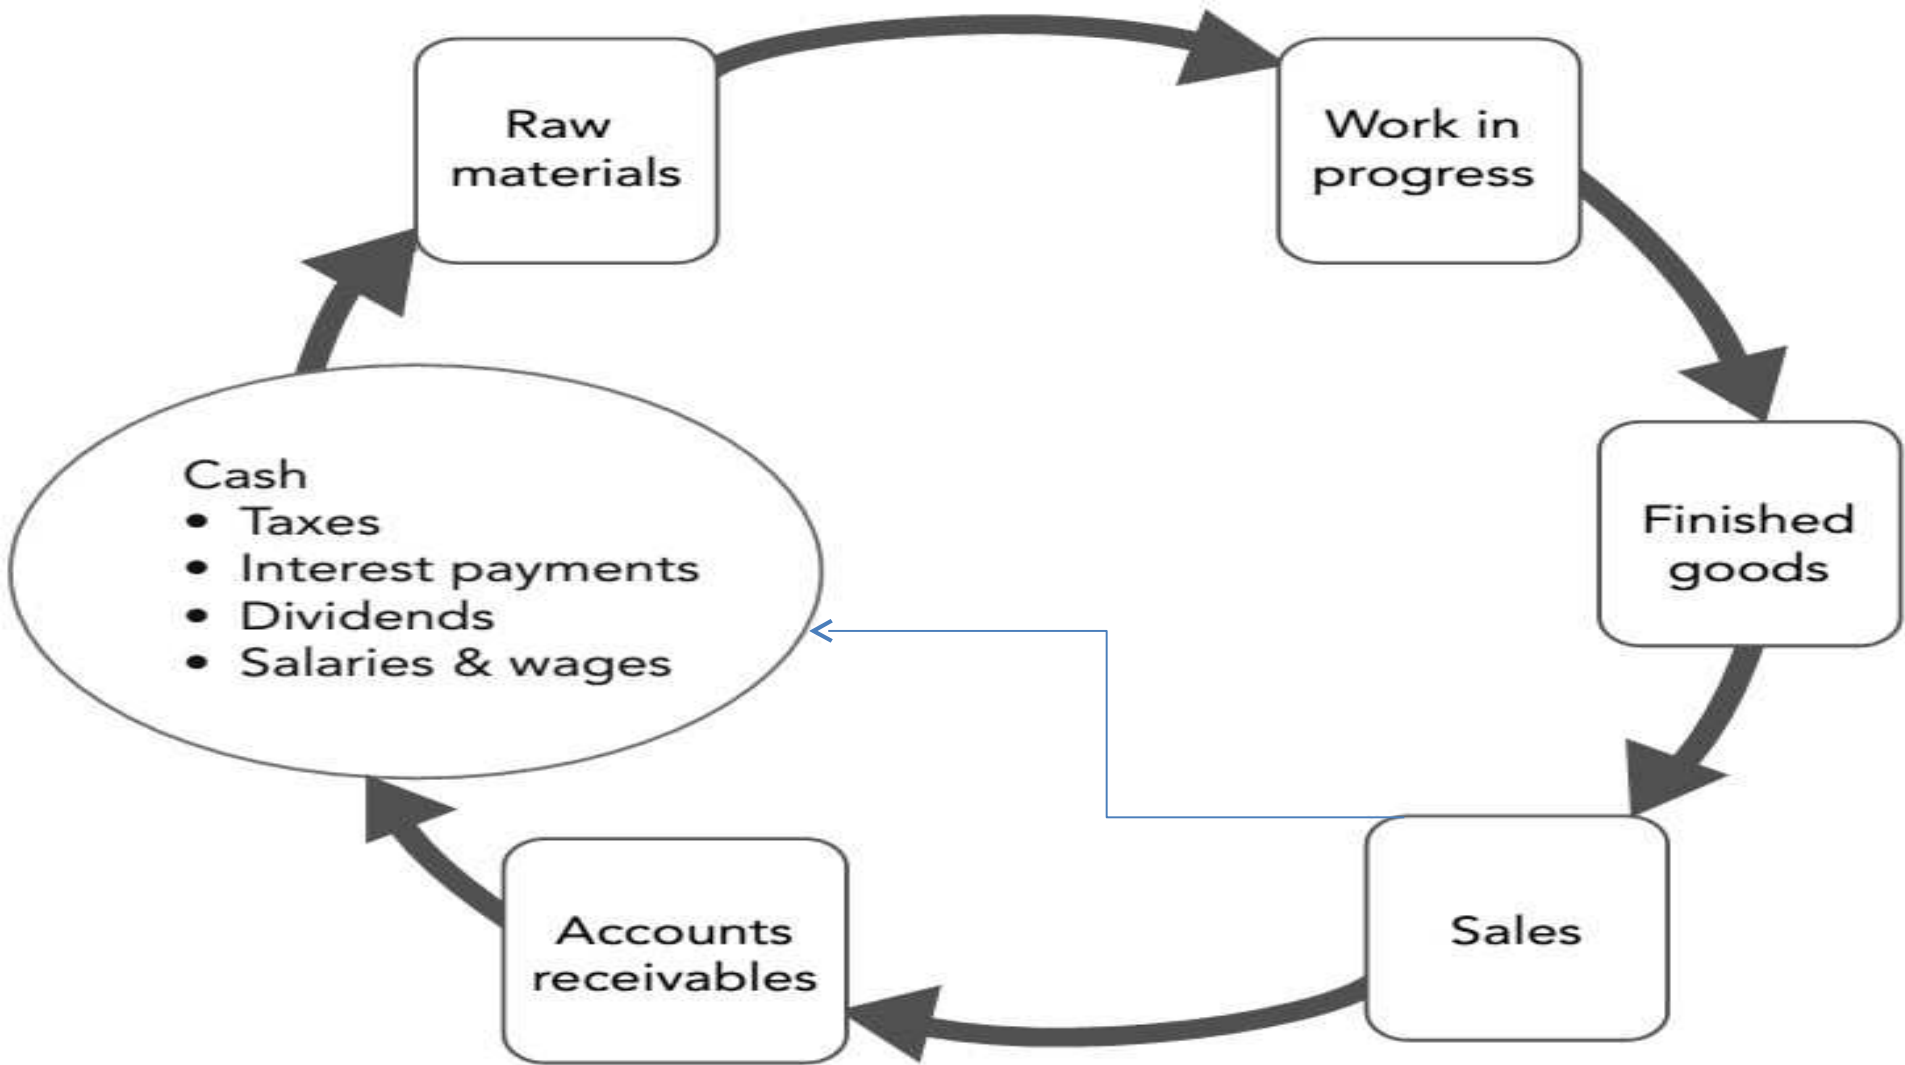 Raw
materials
Work in
progress
Finished
goods
Sales
Accounts
receivables
Cash
• Taxes
• Interest payments
• Dividends
• Salaries & wages